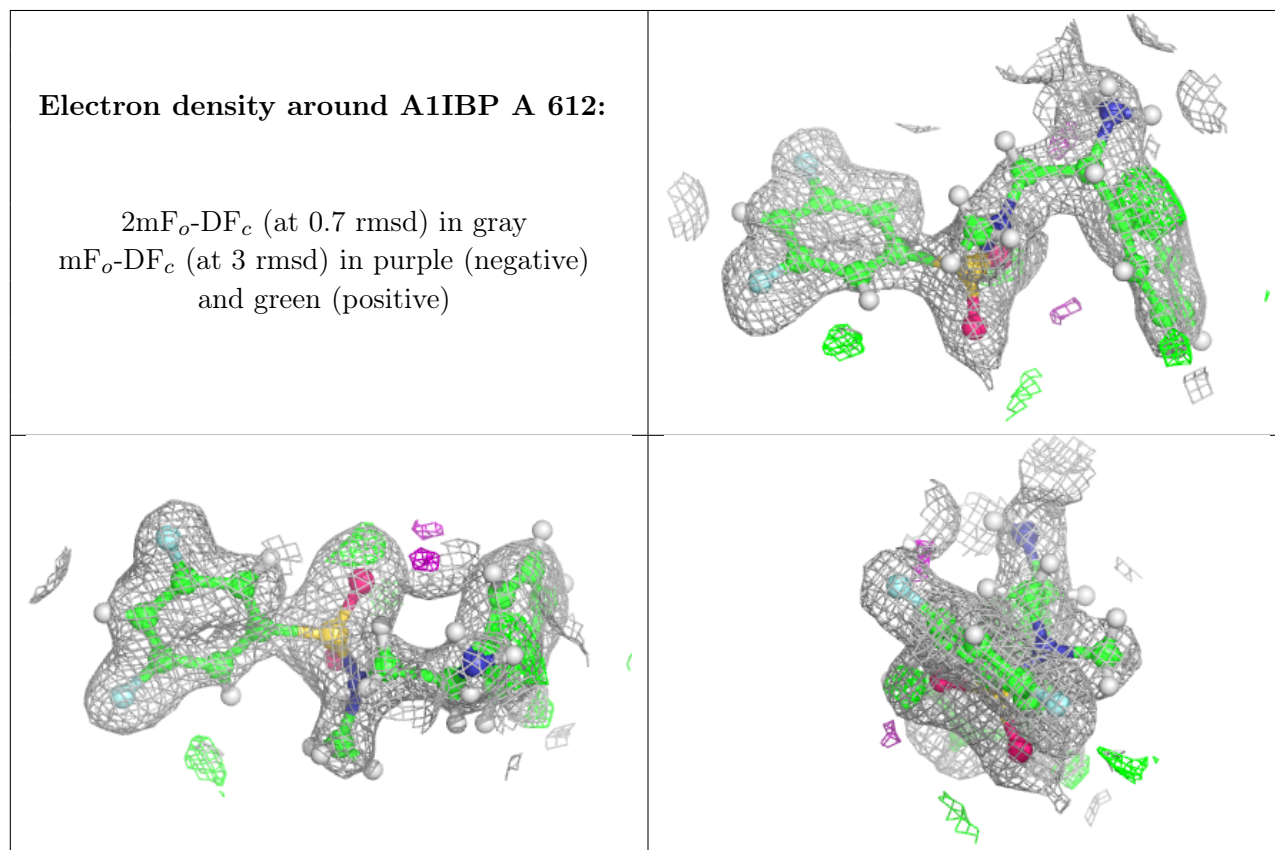 Electron density around A1IBP A 612:
2mFₒ-DF𝒸 (at 0.7 rmsd) in gray
mFₒ-DF𝒸 (at 3 rmsd) in purple (negative)
and green (positive)